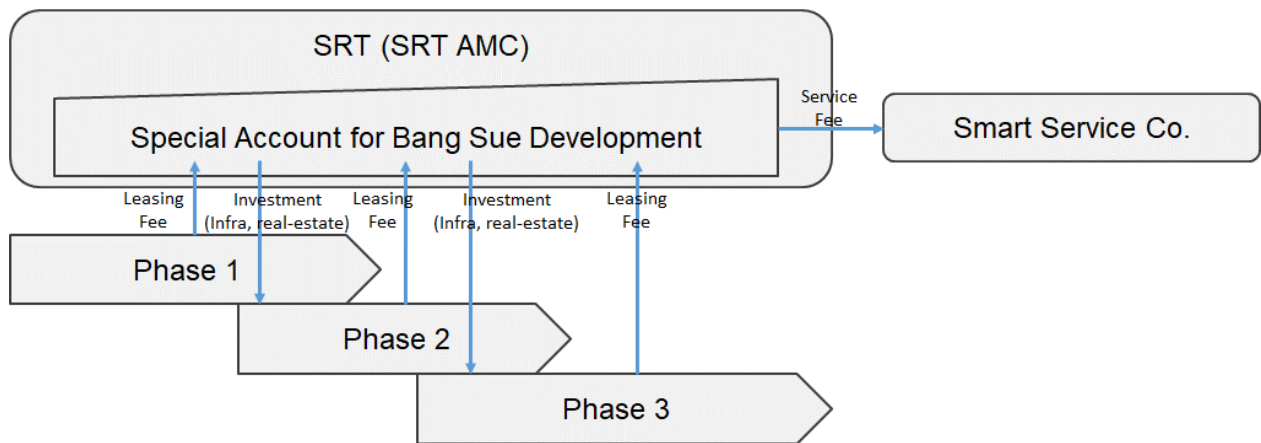 SRT (SRT AMC)
Special Account for Bang Sue Development
Service
Fee
Smart Service Co.
Leasing
Fee
Investment
(Infra, real-estate)
Leasing
Fee
Investment
(Infra, real-estate)
Leasing
Fee
Phase 1
Phase 2
Phase 3